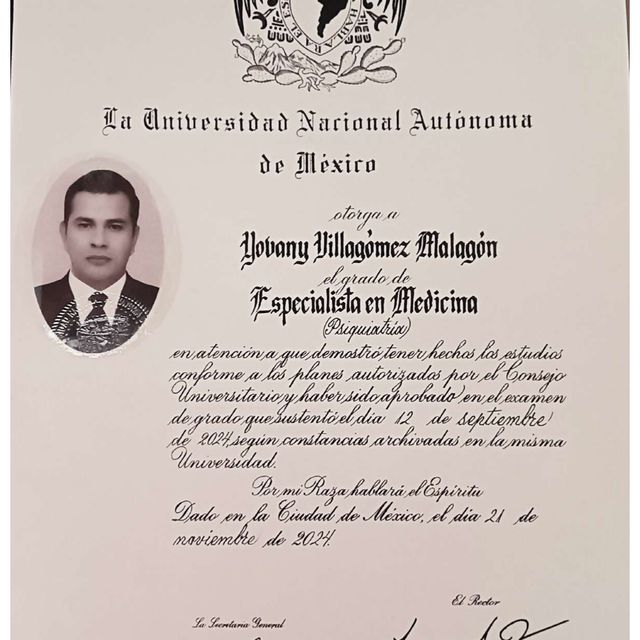 HABLARA EL ES
La Universidad Nacional Autónoma
de México
otorga a
Yovany Villagómez Malagón
el grado de
Especialista en Medicina
(Psiquiatría)
en atención a que demostró tener hechos los estudios
conforme a los planes autorizados por el Consejo
Universitario y haber sido aprobado en el examen
de grado que sustentó el día 12 de septiembre
de 2024, según constancias archivadas en la misma
Universidad.
Por mi Raza hablará el Espíritu
Dado en la Ciudad de México, el día 21 de
noviembre de 2024.
El Rector
La Secretaria General